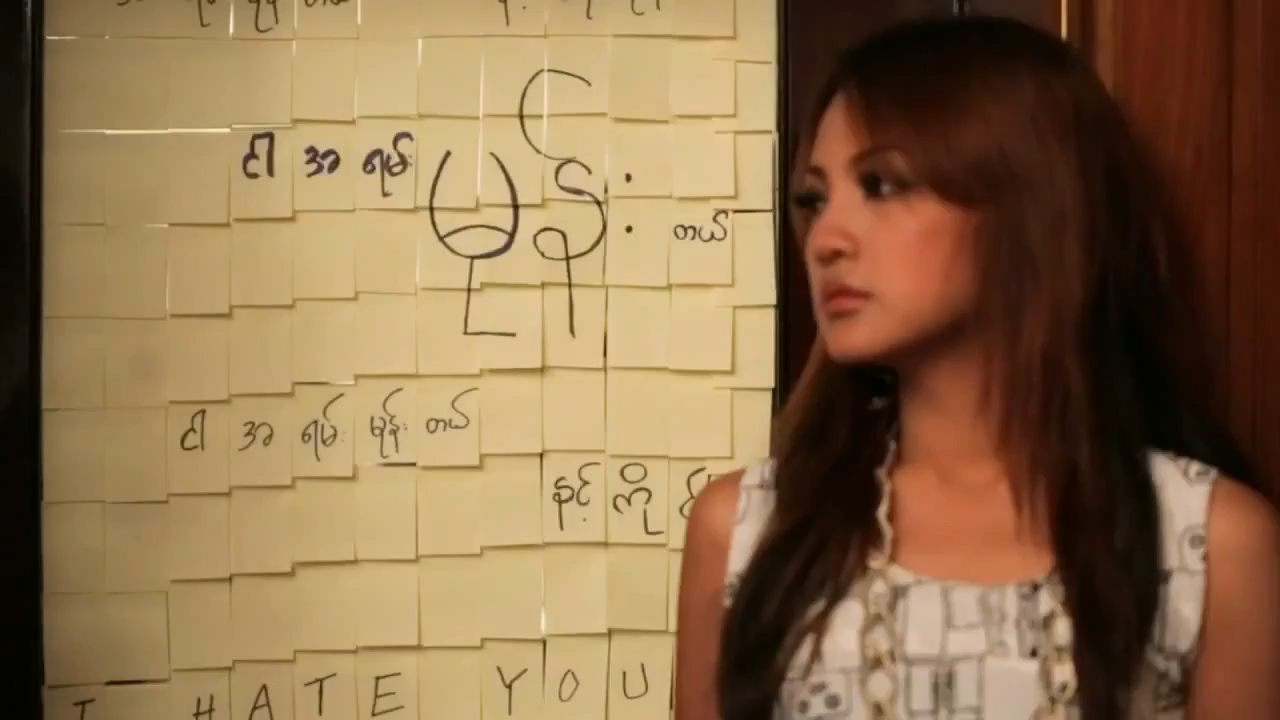 ငါ အ ရမ်း မုန်း တယ်
ငါ အ ရမ်း မုန်း တယ်
နင့် ကို
I HATE YOU